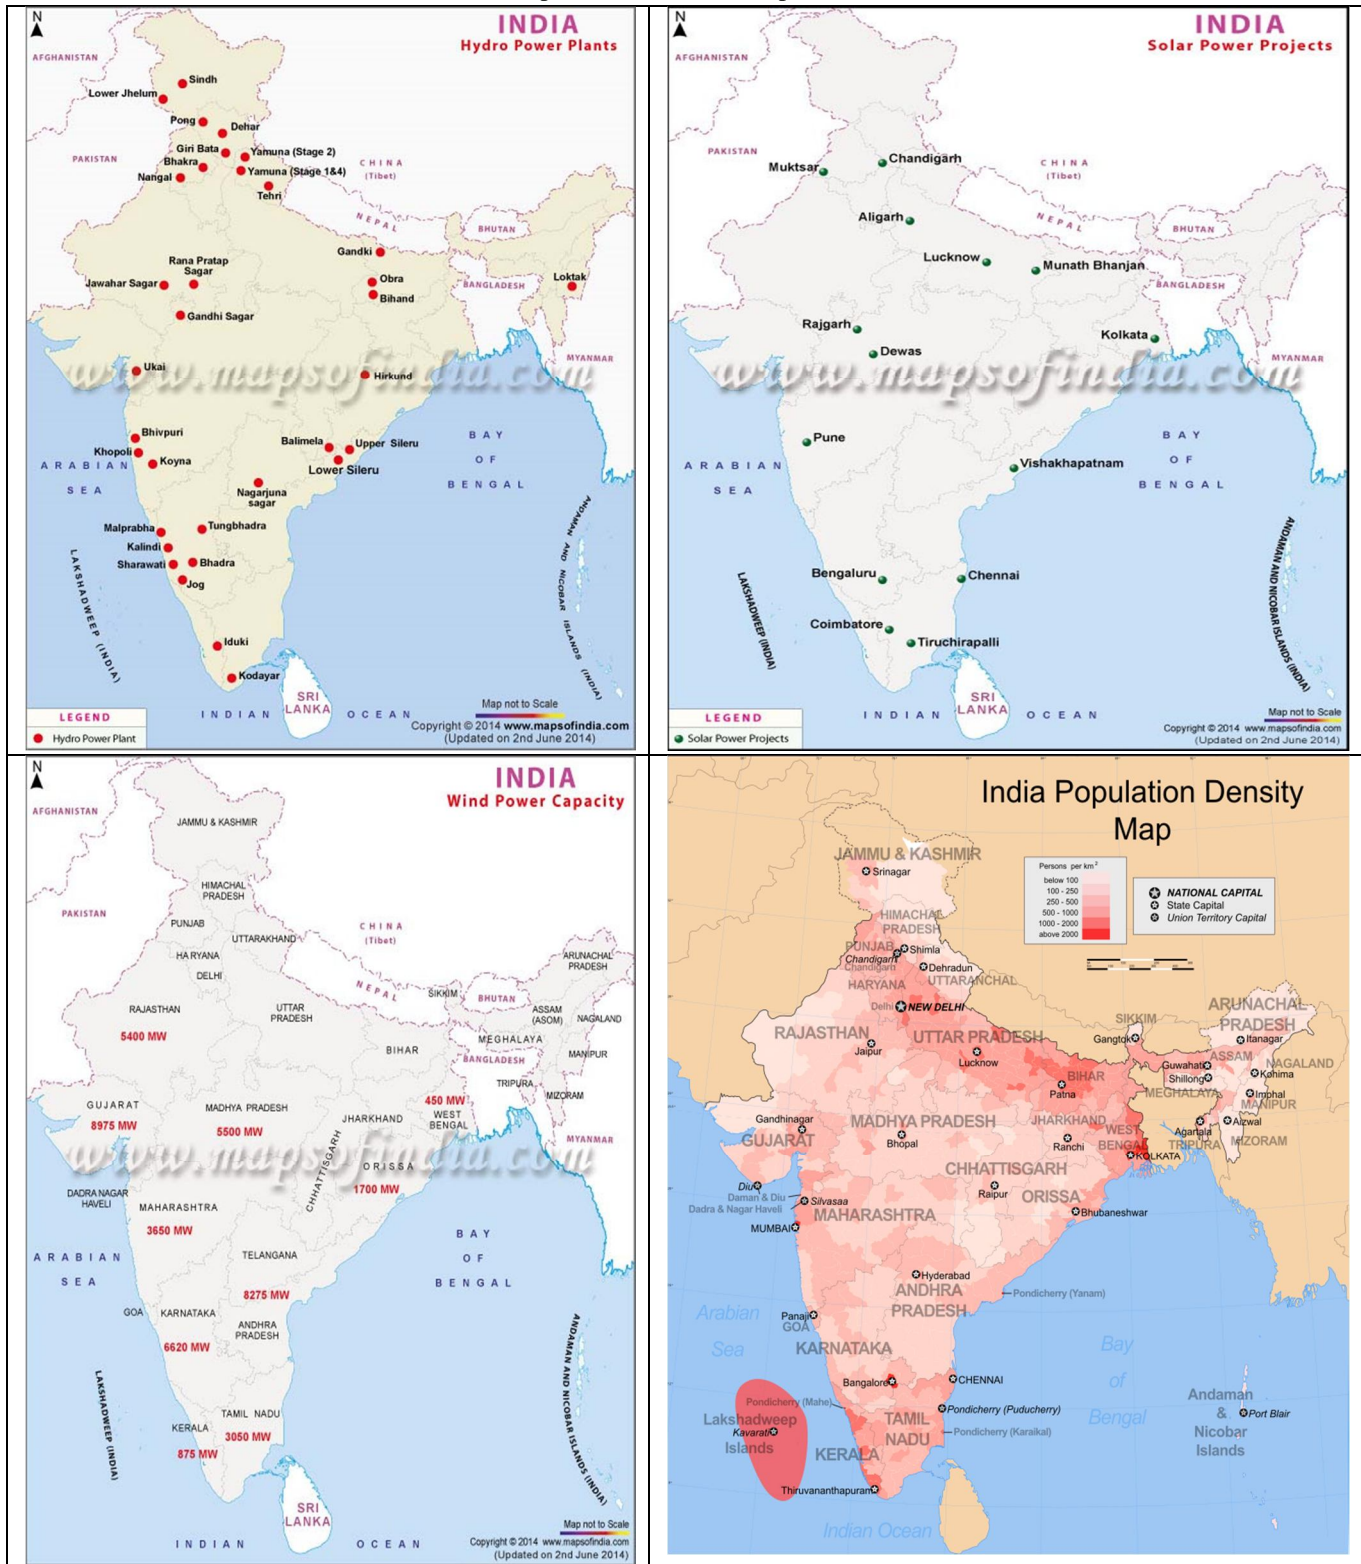 N
INDIA
Hydro Power Plants
AFGHANISTAN
Sindh
Lower Jhelum
Pong
Dehar
Giri Bata
Yamuna (Stage 2)
PAKISTAN
Bhakra
Yamuna (Stage 1&4)
CHINA
(Tibet)
Nangal
Tehri
NEPAL
BHUTAN
Gandki
Rana Pratap
Sagar
Jawahar Sagar
Obra
Bihand
Loktak
BANGLADESH
Gandhi Sagar
MYANMAR
Ukai
www.mapsofindia.com
Hirkund
Bhivpuri
Khopoli
Koyna
Balimela
Upper Sileru
Lower Sileru
BAY
OF
BENGAL
ARABIAN
SEA
Nagarjuna
sagar
Malprabha
Tungbhadra
Kalindi
Sharawati
Bhadra
Jog
LAKSHADWEEP (INDIA)
ANDAMAN AND NICOBAR ISLANDS (INDIA)
Iduki
Kodayar
SRI
LANKA
INDIAN OCEAN
LEGEND
Hydro Power Plant
Map not to Scale
Copyright © 2014 www.mapsofindia.com
(Updated on 2nd June 2014)
N
INDIA
Solar Power Projects
AFGHANISTAN
PAKISTAN
Muktsar
Chandigarh
CHINA
(Tibet)
Aligarh
NEPAL
BHUTAN
Lucknow
Munath Bhanjan
BANGLADESH
Rajgarh
Kolkata
Dewas
MYANMAR
www.mapsofindia.com
Pune
Vishakhapatnam
BAY
OF
BENGAL
ARABIAN
SEA
Bengaluru
Chennai
Coimbatore
Tiruchirapalli
LAKSHADWEEP (INDIA)
ANDAMAN AND NICOBAR ISLANDS (INDIA)
SRI
LANKA
INDIAN OCEAN
LEGEND
Solar Power Projects
Map not to Scale
Copyright © 2014 www.mapsofindia.com
(Updated on 2nd June 2014)
N
INDIA
Wind Power Capacity
AFGHANISTAN
JAMMU & KASHMIR
HIMACHAL
PRADESH
PAKISTAN
PUNJAB
UTTARAKHAND
CHINA
(Tibet)
HARYANA
DELHI
ARUNACHAL
PRADESH
NEPAL
SIKKIM
BHUTAN
RAJASTHAN
5400 MW
UTTAR
PRADESH
ASSAM
(ASOM)
NAGALAND
MEGHALAYA
BIHAR
MANIPUR
BANGLADESH
TRIPURA
MIZORAM
GUJARAT
8975 MW
MADHYA PRADESH
5500 MW
JHARKHAND
450 MW
WEST
BENGAL
MYANMAR
www.mapsofindia.com
CHHATTISGARH
ORISSA
1700 MW
DADRA NAGAR
HAVELI
MAHARASHTRA
3650 MW
TELANGANA
8275 MW
BAY
OF
BENGAL
ARABIAN
SEA
GOA
KARNATAKA
6620 MW
ANDHRA
PRADESH
LAKSHADWEEP (INDIA)
ANDAMAN AND NICOBAR ISLANDS (INDIA)
KERALA
875 MW
TAMIL NADU
3050 MW
SRI
LANKA
INDIAN OCEAN
Map not to Scale
Copyright © 2014 www.mapsofindia.com
(Updated on 2nd June 2014)
India Population Density
Map
Persons per km2
below 100
100 - 250
250 - 500
500 - 1000
1000 - 2000
above 2000
NATIONAL CAPITAL
State Capital
Union Territory Capital
JAMMU & KASHMIR
Srinagar
HIMACHAL
PRADESH
PUNJAB
Shimla
Chandigarh
Chandigarh
Dehradun
HARYANA
UTTARANCHAL
Delhi
NEW DELHI
RAJASTHAN
Jaipur
UTTAR PRADESH
Lucknow
SIKKIM
Gangtok
ARUNACHAL
PRADESH
Itanagar
ASSAM
Guwahati
NAGALAND
Shillong
Kohima
MEGHALAYA
Imphal
MANIPUR
BIHAR
Patna
Gandhinagar
GUJARAT
MADHYA PRADESH
Bhopal
JHARKHAND
Ranchi
WEST
BENGAL
KOLKATA
Agartala
TRIPURA
Aizwal
MIZORAM
CHHATTISGARH
Raipur
ORISSA
Bhubaneshwar
Diu
Daman & Diu
Dadra & Nagar Haveli
Silvasaa
MUMBAI
MAHARASHTRA
Hyderabad
ANDHRA
PRADESH
Pondicherry (Yanam)
Arabian
Sea
Panaji
GOA
KARNATAKA
Bay
of
Bengal
Bangalore
CHENNAI
Pondicherry (Mahe)
Pondicherry (Puducherry)
Lakshadweep
Kavarati
Islands
TAMIL
NADU
Pondicherry (Karaikal)
KERALA
Andaman
&
Nicobar
Islands
Port Blair
Thiruvananthapuram
Indian Ocean